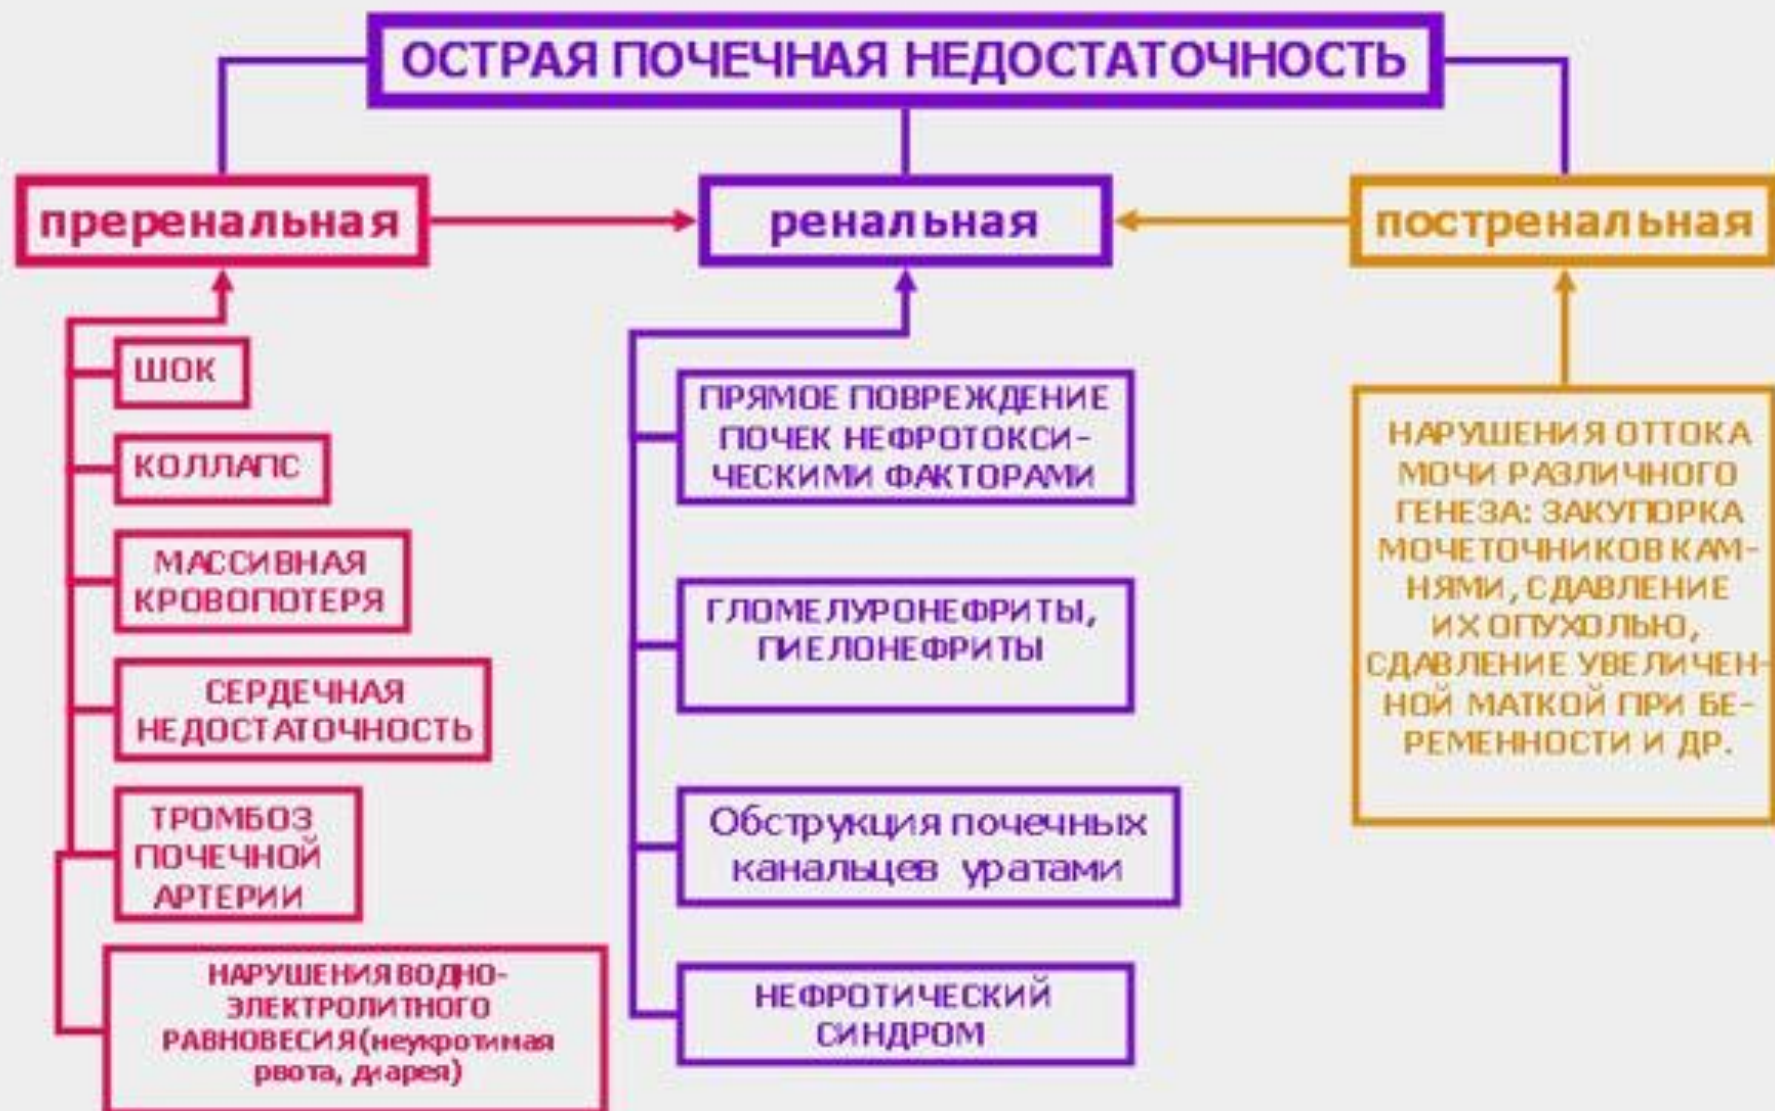 ОСТРАЯ ПОЧЕЧНАЯ НЕДОСТАТОЧНОСТЬ
преренальная
ренальная
постренальная
ШОК
КОЛЛАПС
МАССИВНАЯ
КРОВОПОТЕРЯ
СЕРДЕЧНАЯ
НЕДОСТАТОЧНОСТЬ
ТРОМБОЗ
ПОЧЕЧНОЙ
АРТЕРИИ
НАРУШЕНИЯ ВОДНО-
ЭЛЕКТРОЛИТНОГО
РАВНОВЕСИЯ (неукротимая
рвота, диарея)
ПРЯМОЕ ПОВРЕЖДЕНИЕ
ПОЧЕК НЕФРОТОКСИ-
ЧЕСКИМИ ФАКТОРАМИ
ГЛОМЕЛУРОНЕФРИТЫ,
ПИЕЛОНЕФРИТЫ
Обструкция почечных
канальцев уратами
НЕФРОТИЧЕСКИЙ
СИНДРОМ
НАРУШЕНИЯ ОТТОКА
МОЧИ РАЗЛИЧНОГО
ГЕНЕЗА: ЗАКУПОРКА
МОЧЕТОЧНИКОВ КАМ-
НЯМИ, СДАВЛЕНИЕ
ИХ ОПУХОЛЬЮ,
СДАВЛЕНИЕ УВЕЛИЧЕН-
НОЙ МАТКОЙ ПРИ БЕ-
РЕМЕННОСТИ И ДР.